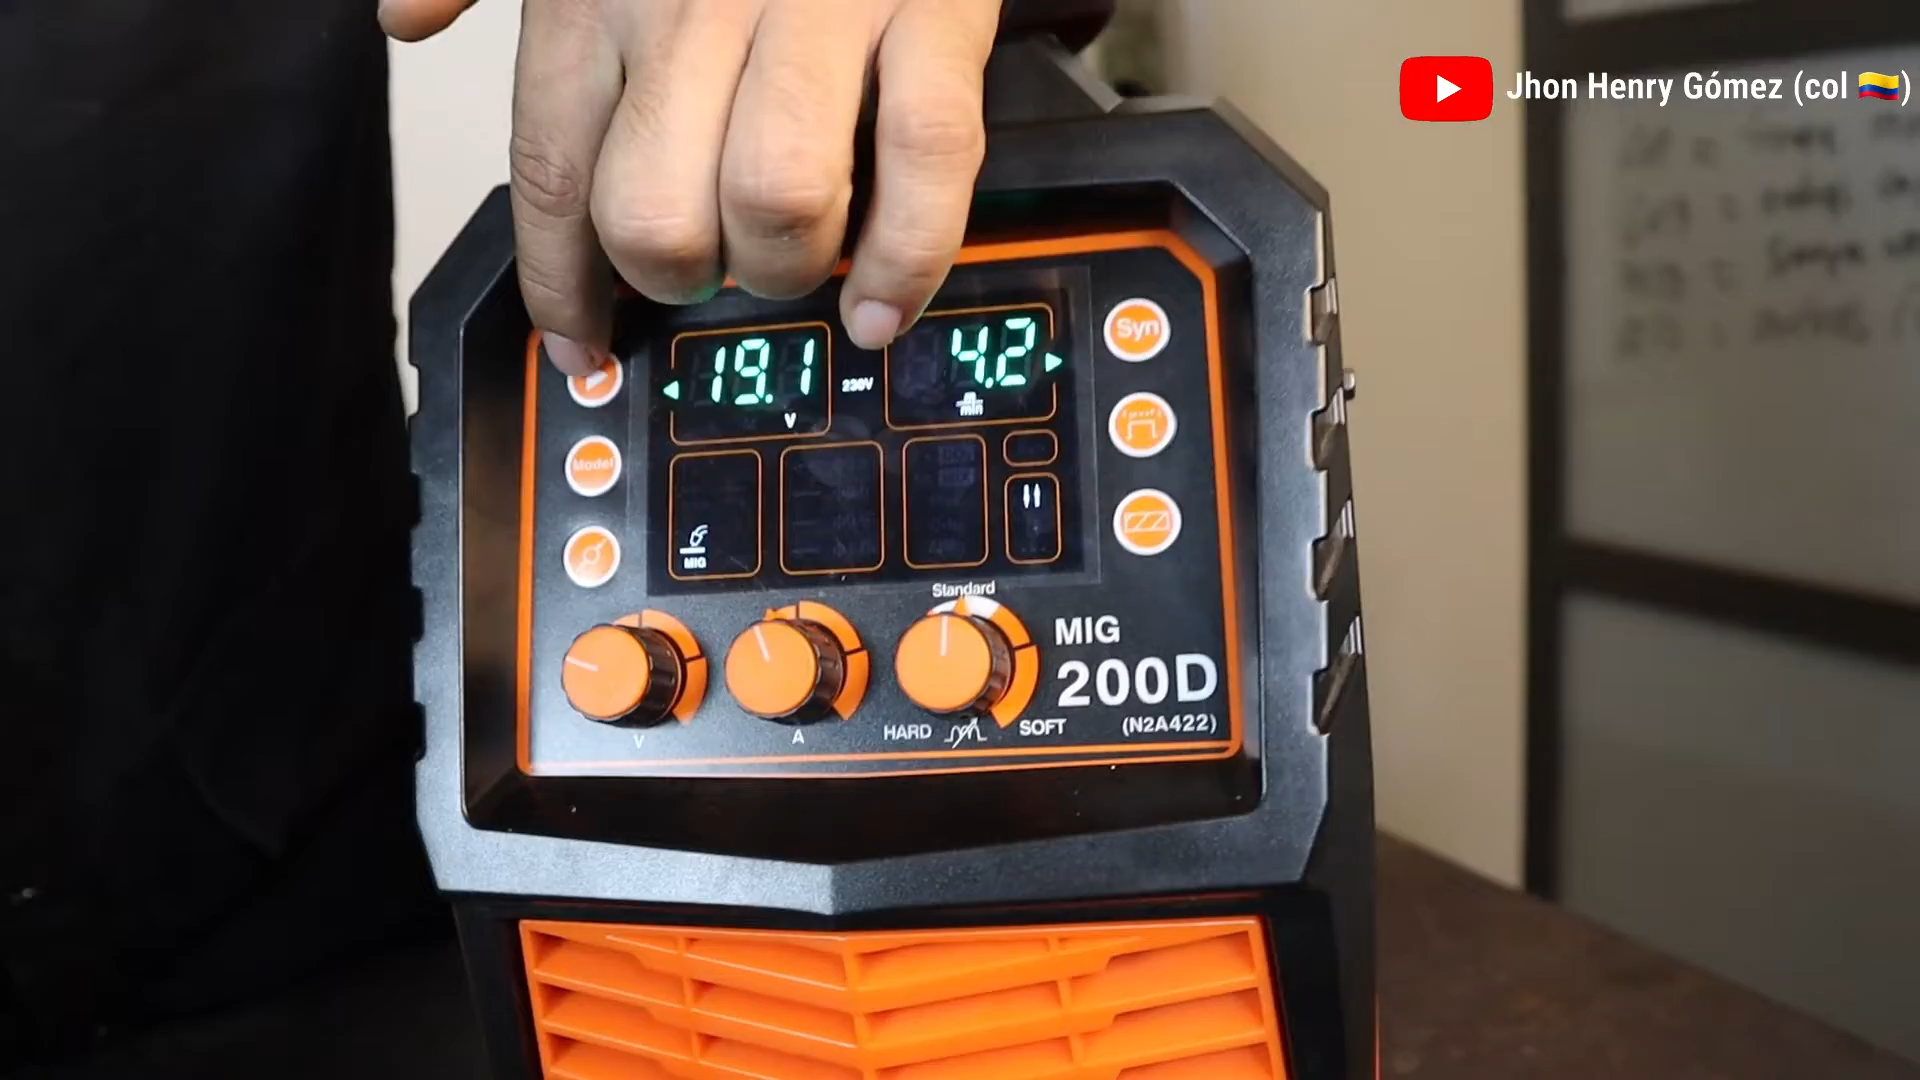 Jhon Henry Gómez (col 🇨🇴)
19.1
V
230V
4.2
m/min
Syn
Model
MIG
Standard
V
A
HARD
SOFT
MIG
200D
(N2A422)